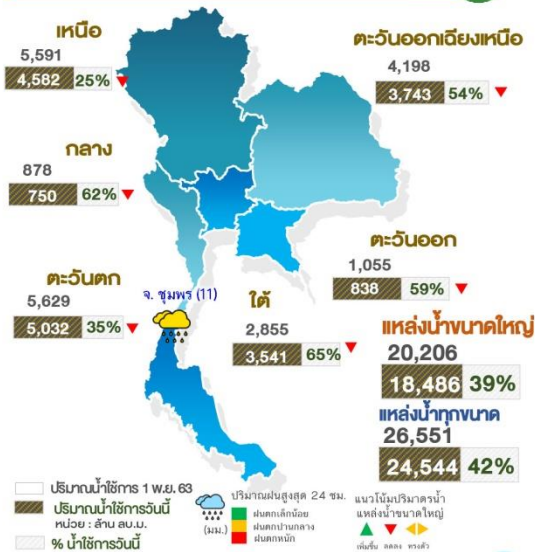 เหนือ
5,591
4,582 25%
ตะวันออกเฉียงเหนือ
4,198
3,743 54%
กลาง
878
750 62%
ตะวันออก
1,055
838 59%
ตะวันตก
5,629
5,032 35%
จ. ชุมพร (11)
ใต้
2,855
3,541 65%
แหล่งน้ำขนาดใหญ่
20,206
18,486 39%
แหล่งน้ำทุกขนาด
26,551
24,544 42%
ปริมาณน้ำใช้การ 1 พ.ย. 63
ปริมาณน้ำใช้การวันนี้
หน่วย : ล้าน ลบ.ม.
% น้ำใช้การวันนี้
ปริมาณฝนสูงสุด 24 ชม.
(มม.)
ฝนตกเล็กน้อย
ฝนตกปานกลาง
ฝนตกหนัก
แนวโน้มปริมาตรน้ำ
แหล่งน้ำขนาดใหญ่
เพิ่มขึ้น ลดลง ทรงตัว